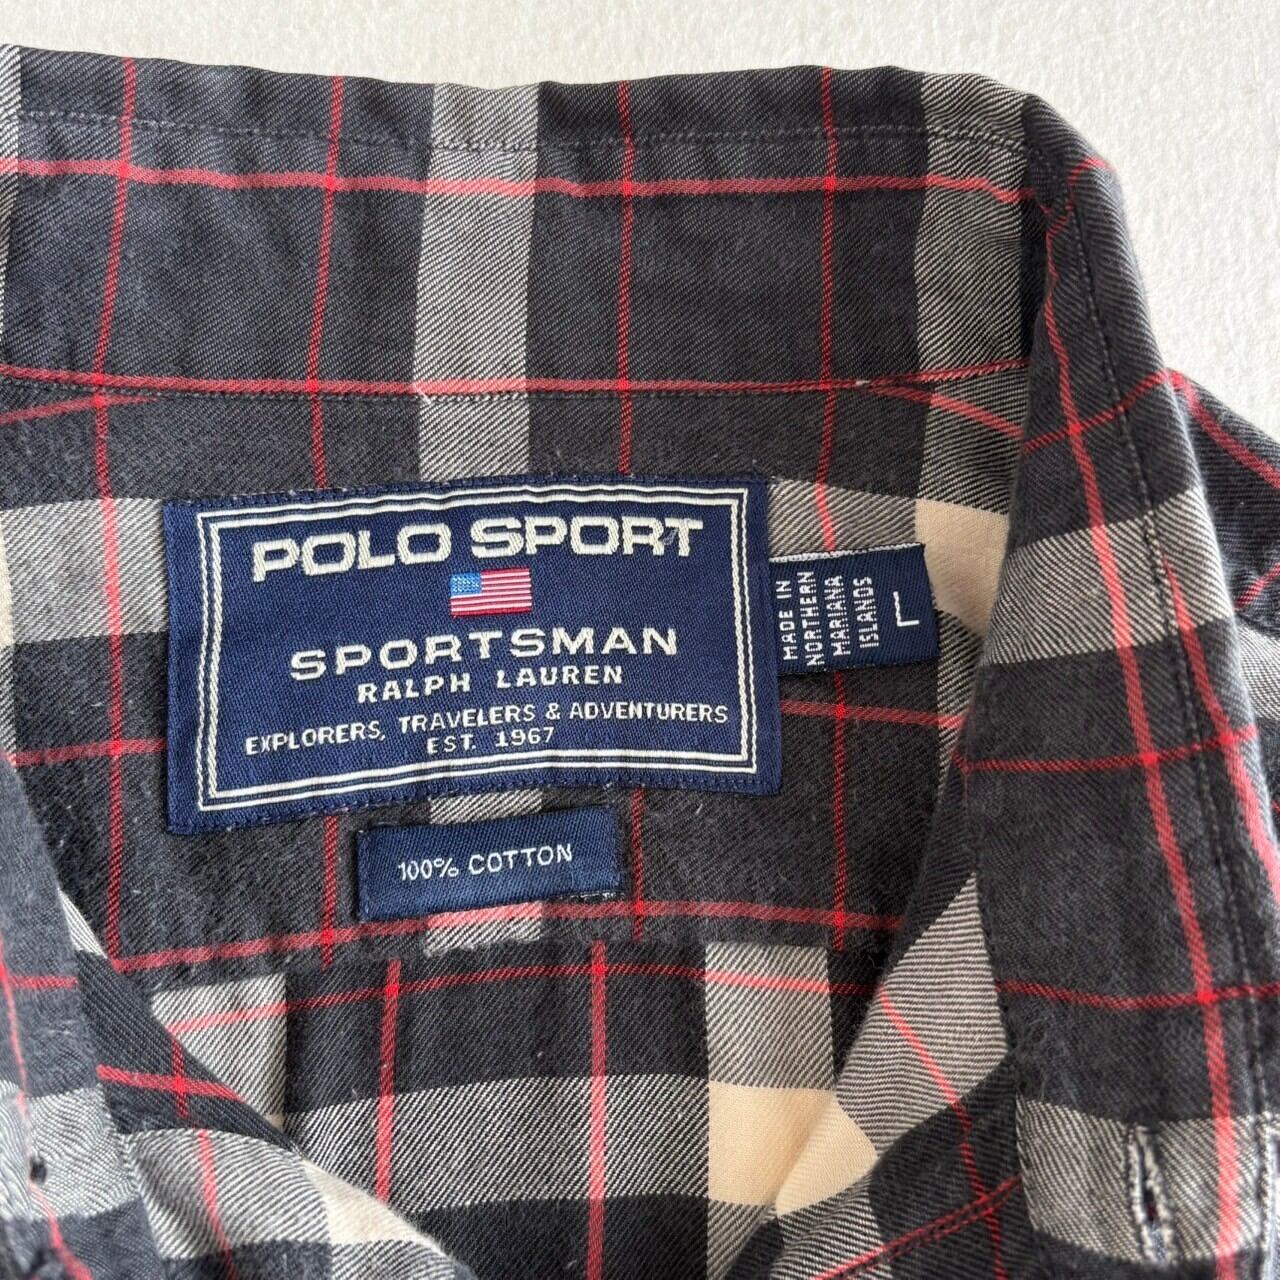 POLO SPORT
SPORTSMAN
RALPH LAUREN
EXPLORERS, TRAVELERS & ADVENTURERS
EST. 1967
MADE IN
NORTHERN
MARIANA
ISLANDS
L
100% COTTON